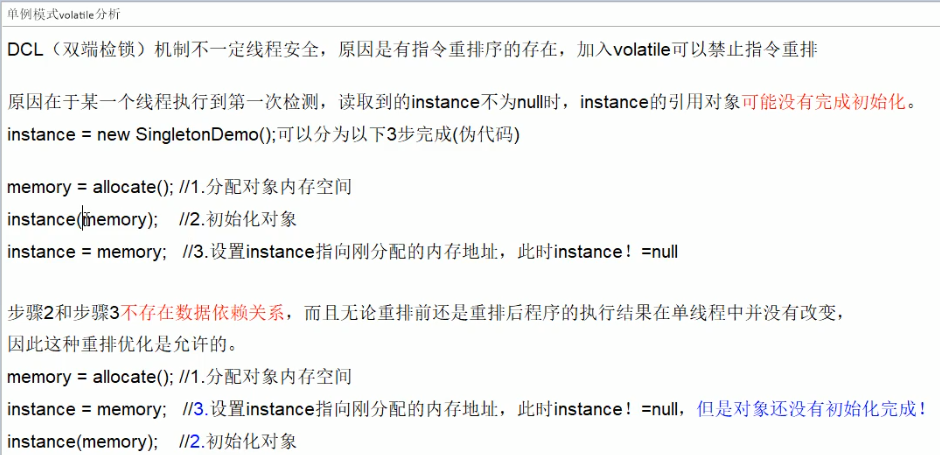 单例模式volatile分析
DCL（双端检锁）机制不一定线程安全，原因是有指令重排序的存在，加入volatile可以禁止指令重排
原因在于某一个线程执行到第一次检测，读取到的instance不为null时，instance的引用对象可能没有完成初始化。
instance = new SingletonDemo();可以分为以下3步完成(伪代码)
memory = allocate(); //1.分配对象内存空间
instance(memory); //2.初始化对象
instance = memory; //3.设置instance指向刚分配的内存地址，此时instance！=null
步骤2和步骤3不存在数据依赖关系，而且无论重排前还是重排后程序的执行结果在单线程中并没有改变，
因此这种重排优化是允许的。
memory = allocate(); //1.分配对象内存空间
instance = memory; //3.设置instance指向刚分配的内存地址，此时instance！=null，但是对象还没有初始化完成！
instance(memory); //2.初始化对象